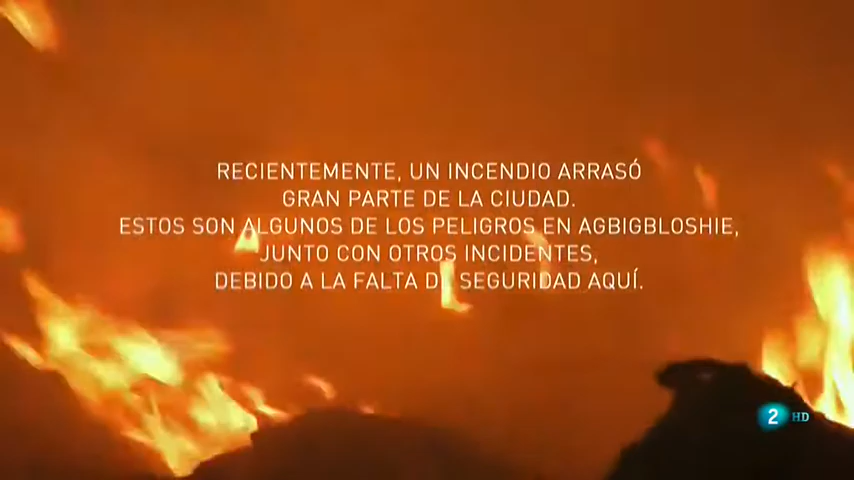 RECIENTEMENTE, UN INCENDIO ARRASÓ
GRAN PARTE DE LA CIUDAD.
ESTOS SON ALGUNOS DE LOS PELIGROS EN AGBIGBLOSHIE,
JUNTO CON OTROS INCIDENTES,
DEBIDO A LA FALTA DE SEGURIDAD AQUÍ.
2 HD